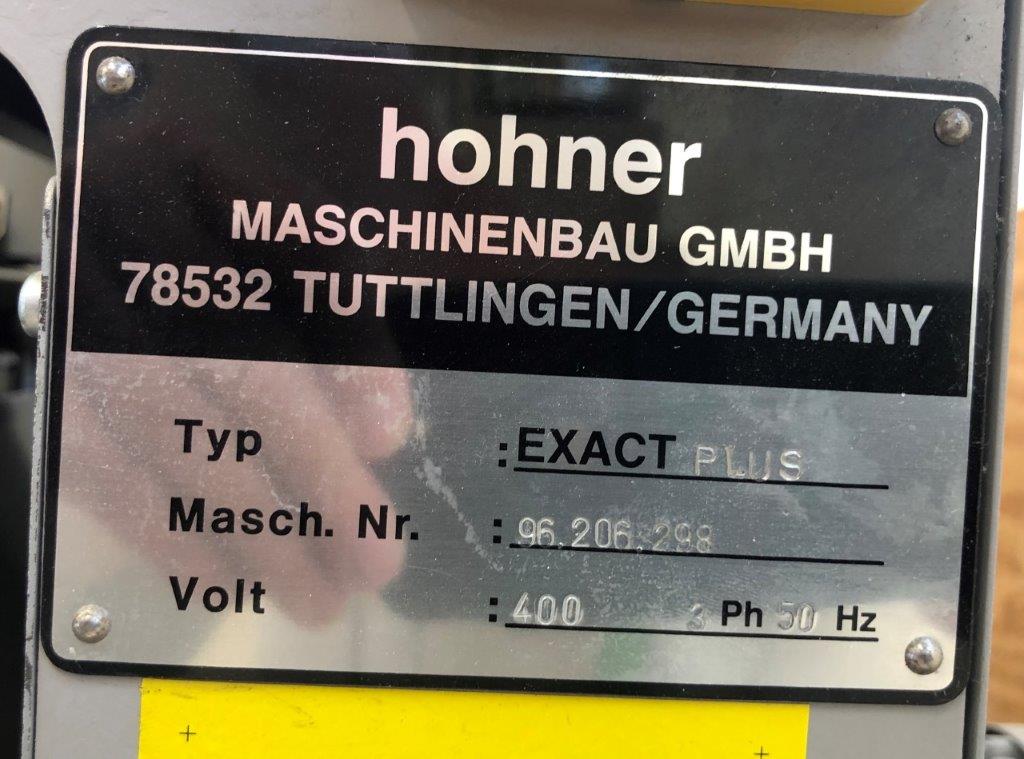 hohner
MASCHINENBAU GMBH
78532 TUTTLINGEN/GERMANY
Typ :EXACT PLUS
Masch. Nr. :96.206.298
Volt :400 3 Ph 50 Hz